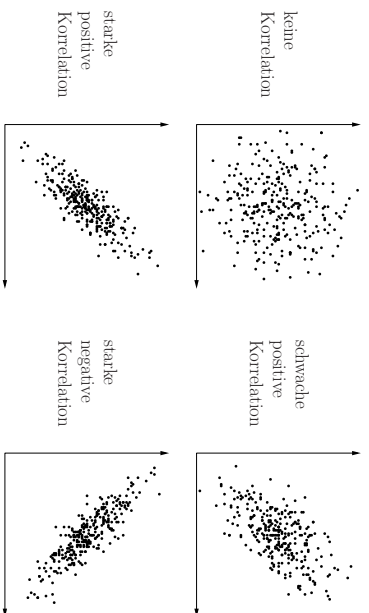 keine
Korrelation
schwache
positive
Korrelation
starke
positive
Korrelation
starke
negative
Korrelation